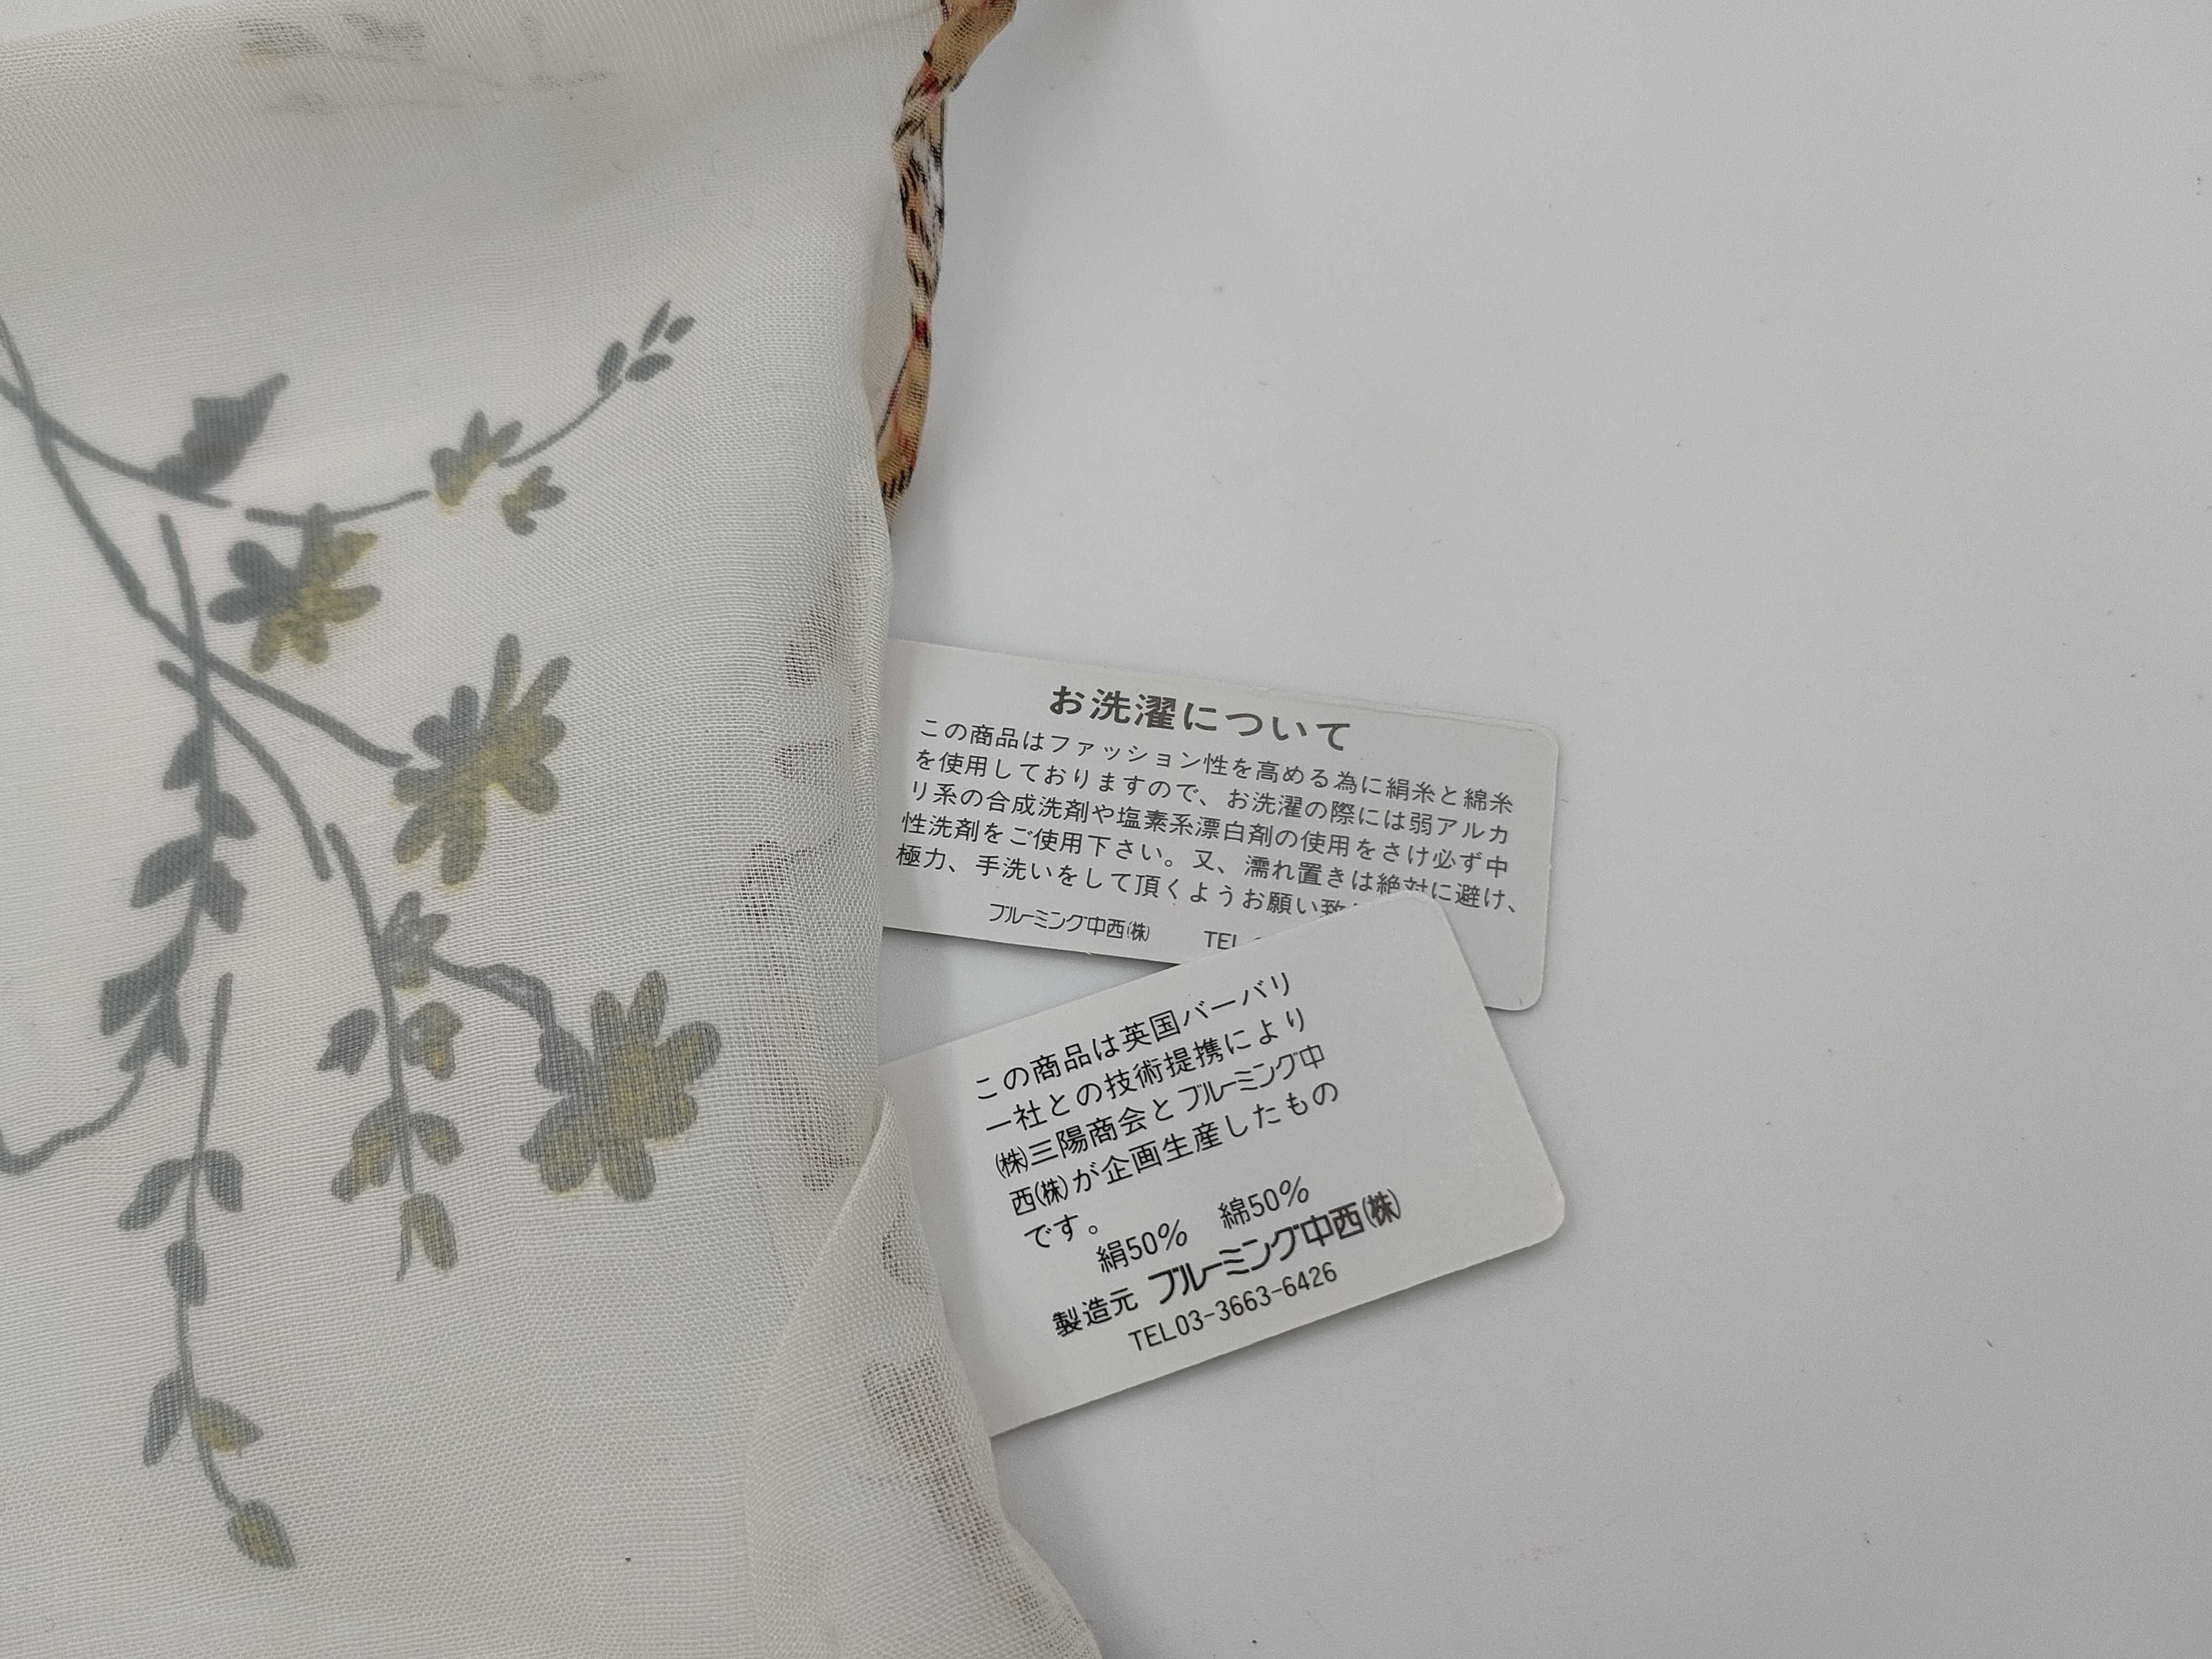 お洗濯について
この商品はファッション性を高める為に絹糸と綿糸
を使用しておりますので、お洗濯の際には弱アルカ
リ系の合成洗剤や塩素系漂白剤の使用をさけ必ず中
性洗剤をご使用下さい。又、濡れ置きは絶対に避け、
極力、手洗いをして頂くようお願い致
ブルーミング中西㈱ TEL
この商品は英国バーバリ
ー社との技術提携により
㈱三陽商会とブルーミング中
西㈱が企画生産したもの
です。
絹50% 綿50%
製造元 ブルーミング中西㈱
TEL03-3663-6426